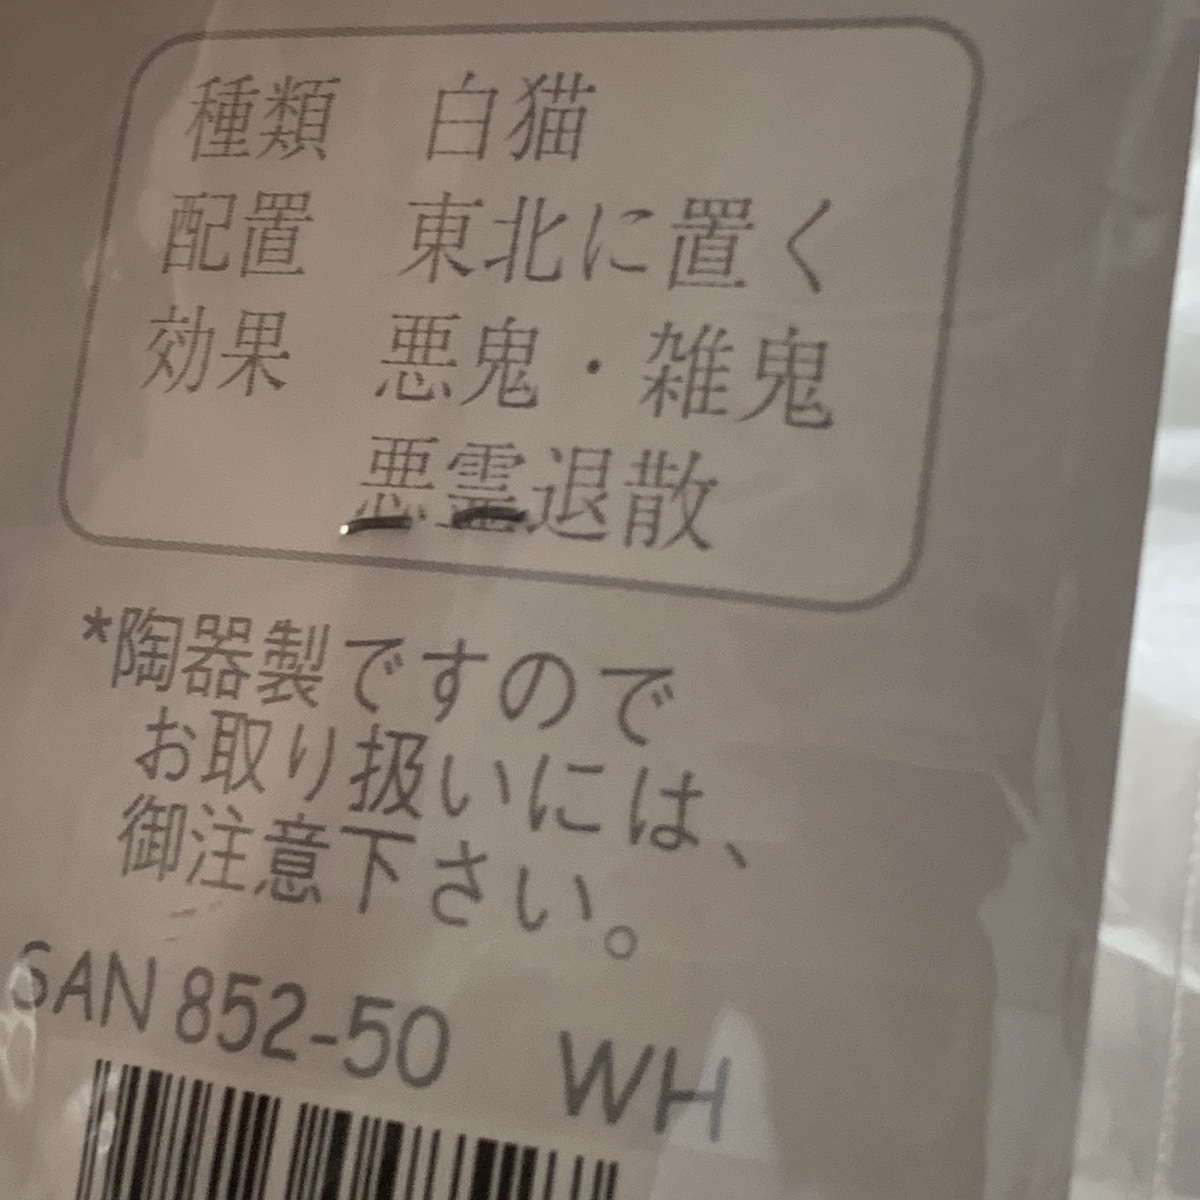 種類 白猫
配置 東北に置く
効果 悪鬼・雑鬼
悪霊退散
*陶器製ですので
お取り扱いには、
御注意下さい。
SAN 852-50 WH